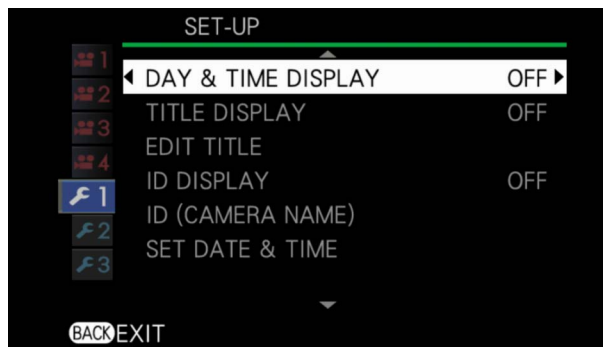 SET-UP
1
DAY & TIME DISPLAY OFF
2
TITLE DISPLAY OFF
3
EDIT TITLE
4
ID DISPLAY OFF
1
ID (CAMERA NAME)
2
SET DATE & TIME
3
BACK EXIT